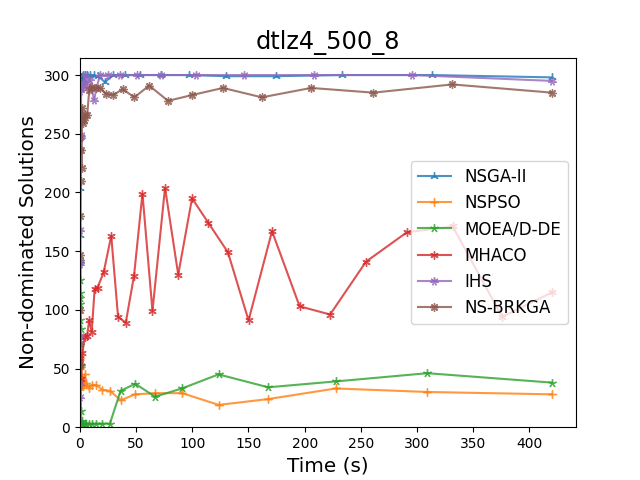 dtlz4_500_8
Non-dominated Solutions
300
250
200
150
100
50
0
0 50 100 150 200 250 300 350 400
Time (s)
NSGA-II
NSPSO
MOEA/D-DE
MHACO
IHS
NS-BRKGA